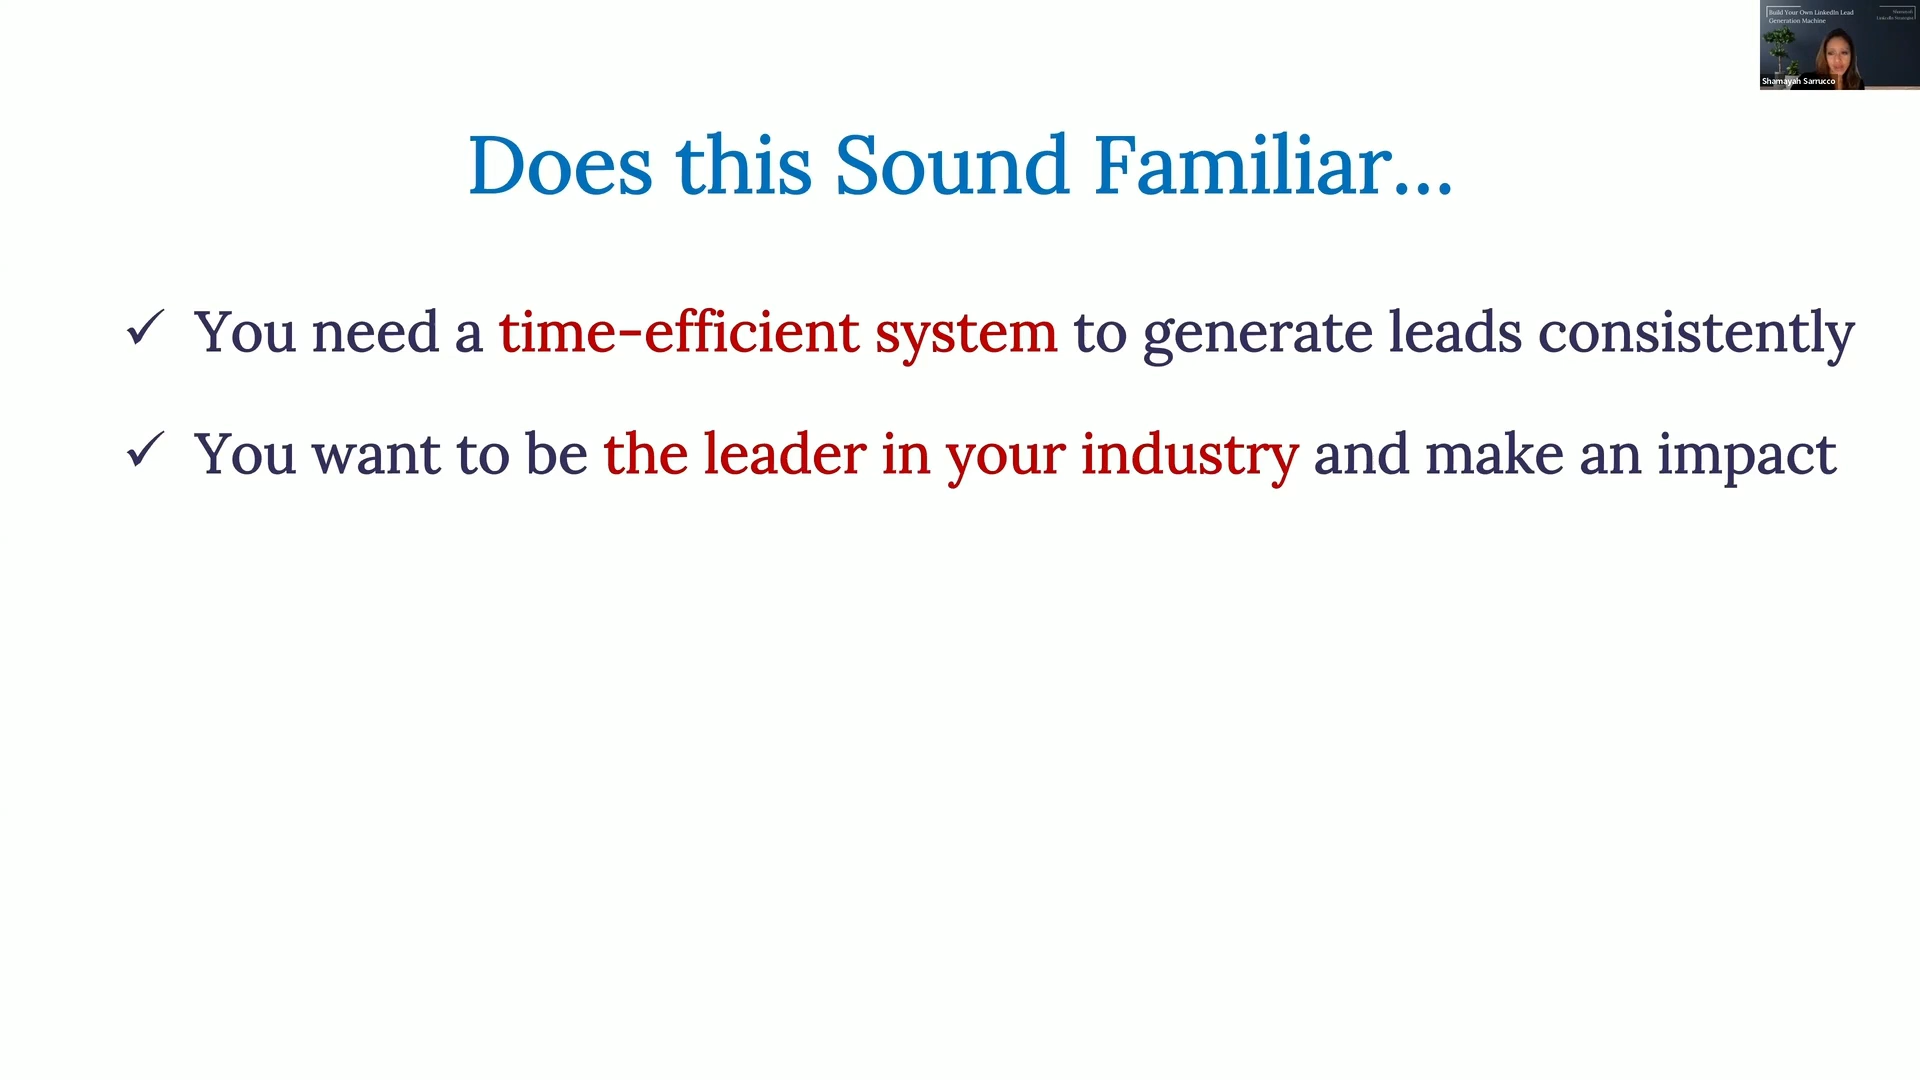 Build Your Own LinkedIn Lead
Generation Machine
Shamayah Sarrucco
Does this Sound Familiar...
✓ You need a time-efficient system to generate leads consistently
✓ You want to be the leader in your industry and make an impact